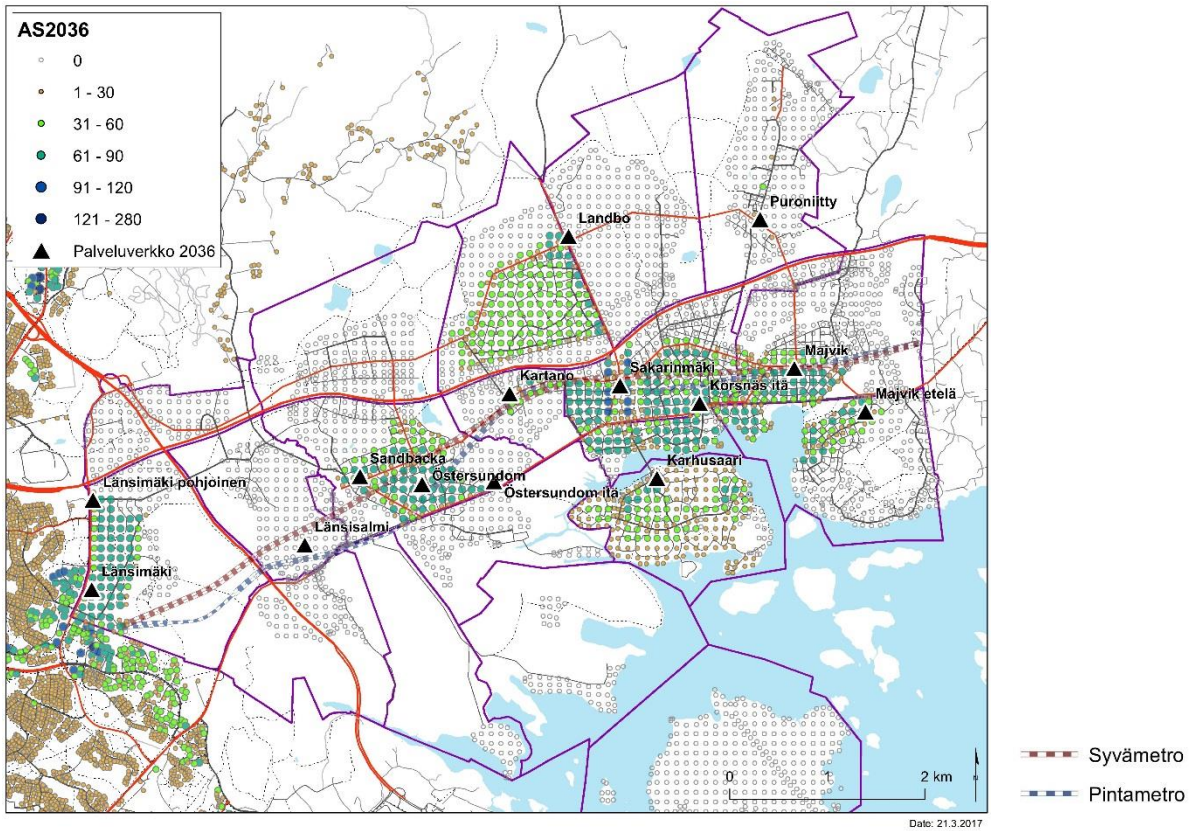 AS2036
0
1 - 30
31 - 60
61 - 90
91 - 120
121 - 280
Palveluverkko 2036
Puroniitty
Landbo
Majvik
Sakarinmäki
Kartano
Korsnäs itä
Majvik etelä
Sandbacka
Karhusaari
Östersundom
Östersundom itä
Länsimäki pohjoinen
Länsisalmi
Länsimäki
0 1 2 km
Syvämetro
Pintametro
Date: 21.3.2017